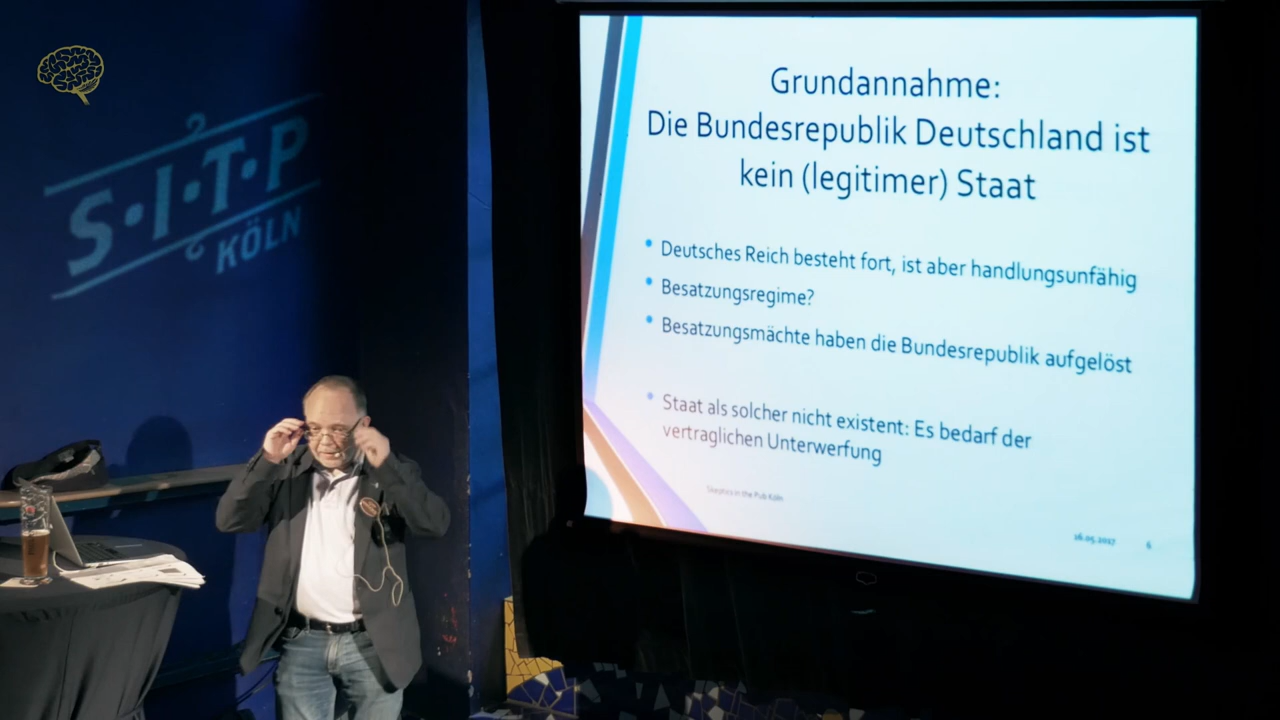 S·I·T·P
KÖLN
Grundannahme:
Die Bundesrepublik Deutschland ist
kein (legitimer) Staat
• Deutsches Reich besteht fort, ist aber handlungsunfähig
• Besatzungsregime?
• Besatzungsmächte haben die Bundesrepublik aufgelöst
• Staat als solcher nicht existent: Es bedarf der
vertraglichen Unterwerfung
Skeptics in the Pub Köln
16.05.2017 6